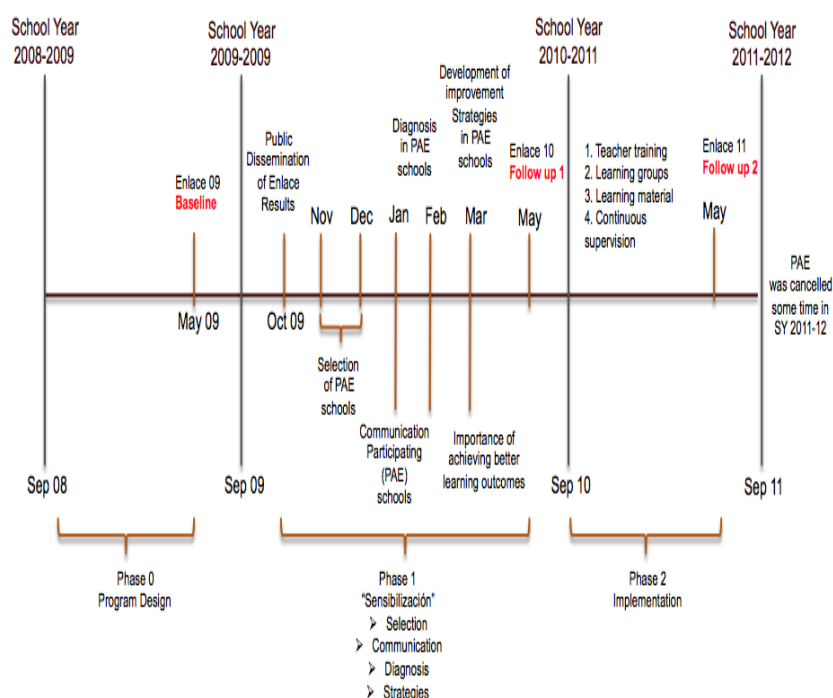 School Year
2008-2009
School Year
2009-2009
School Year
2010-2011
School Year
2011-2012
Enlace 09
Baseline
Public
Dissemination
of Enlace
Results
Diagnosis
in PAE
schools
Development of
improvement
Strategies
in PAE
schools
Enlace 10
Follow up 1
1. Teacher training
2. Learning groups
3. Learning material
4. Continuous
supervision
Enlace 11
Follow up 2
Nov
Dec
Jan
Feb
Mar
May
May
PAE
was cancelled
some time in
SY 2011-12
May 09
Oct 09
Selection
of PAE
schools
Communication
Participating
(PAE)
schools
Importance of
achieving better
learning outcomes
Sep 08
Sep 09
Sep 10
Sep 11
Phase 0
Program Design
Phase 1
"Sensibilización"
➢ Selection
➢ Communication
➢ Diagnosis
➢ Strategies
Phase 2
Implementation